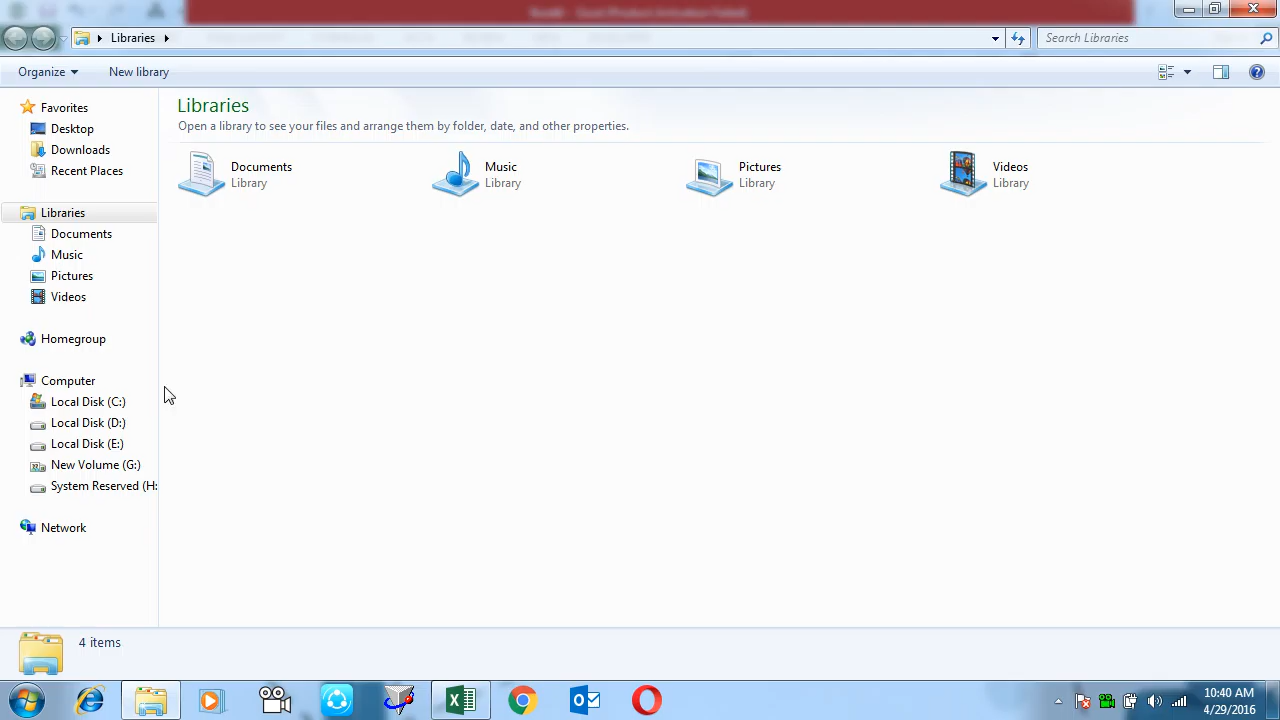 Libraries
Search Libraries
Organize
New library
Favorites
Desktop
Downloads
Recent Places
Libraries
Documents
Music
Pictures
Videos
Homegroup
Computer
Local Disk (C:)
Local Disk (D:)
Local Disk (E:)
New Volume (G:)
System Reserved (H:
Network
Libraries
Open a library to see your files and arrange them by folder, date, and other properties.
Documents
Library
Music
Library
Pictures
Library
Videos
Library
4 items
10:40 AM
4/29/2016